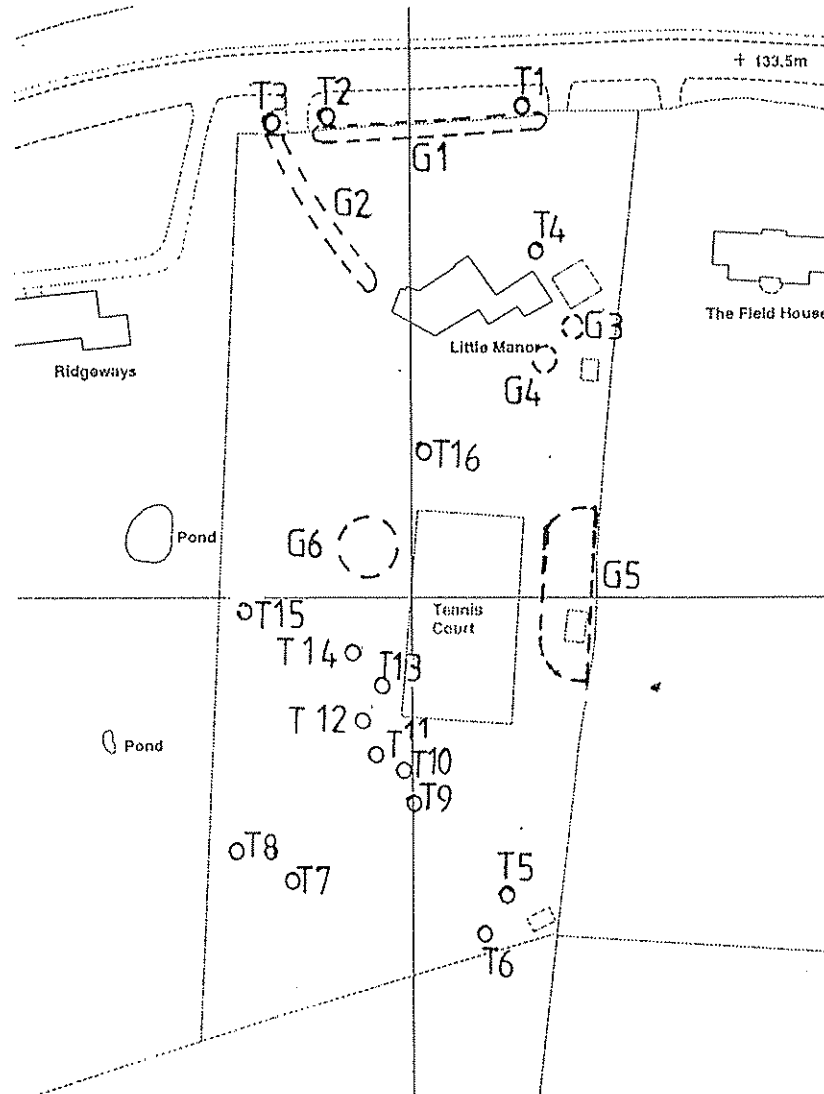 + 133.5m
T3
T2
T1
G1
G2
T4
The Field House
G3
Little Manor
G4
Ridgeways
T16
G6
Pond
G5
T15
Tennis
Court
T14
T13
T12
T11
Pond
T10
T9
T8
T7
T5
T6